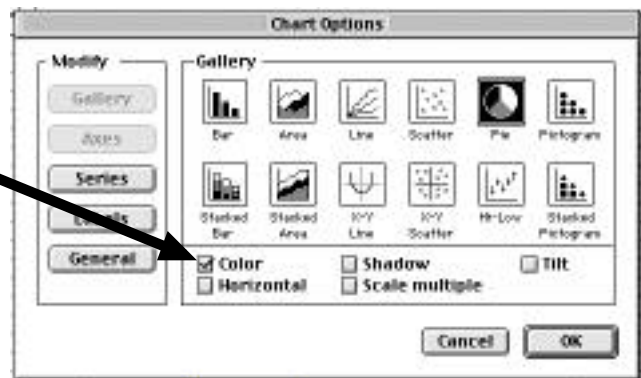 Chart Options
Modify
Gallery
Axes
Series
Labels
General
Gallery
Bar Area Line Scatter Pie Pictogram
Stacked Bar Stacked Area X-Y Line X-Y Scatter Hi-Low Stacked Pictogram
Color Shadow Tilt
Horizontal Scale multiple
Cancel OK